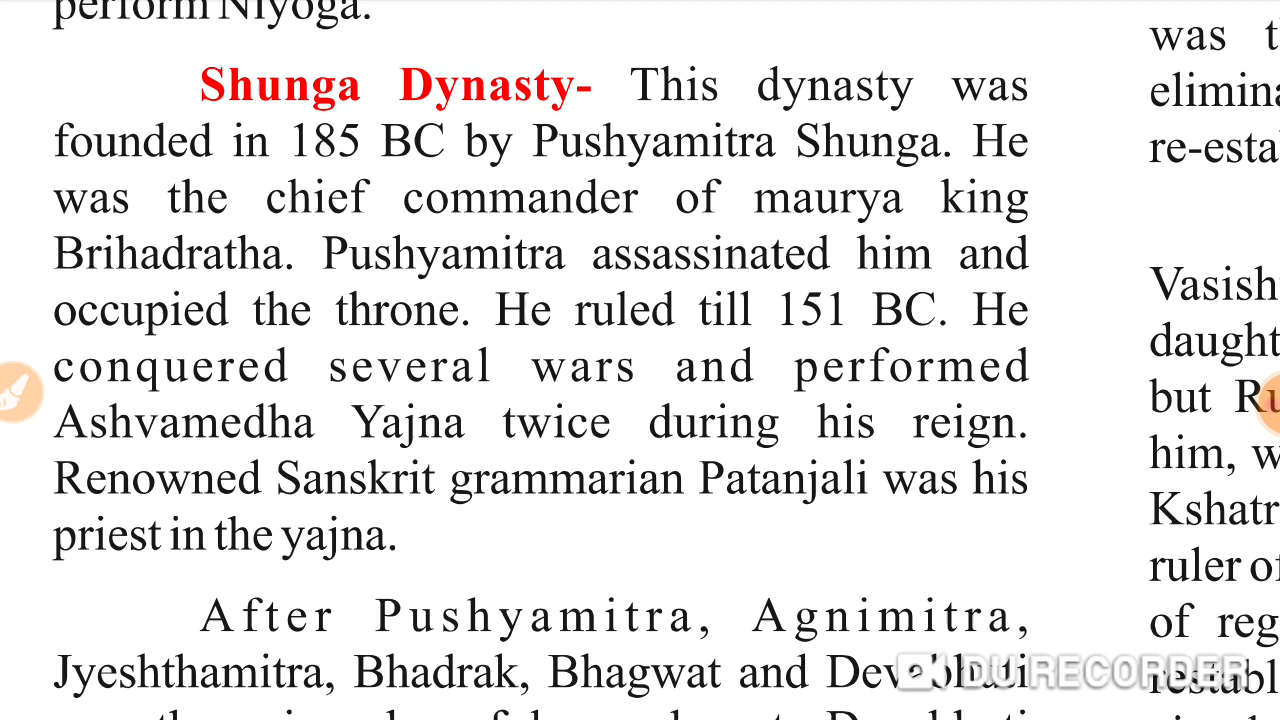 perform Niyoga.
Shunga Dynasty- This dynasty was
founded in 185 BC by Pushyamitra Shunga. He
was the chief commander of maurya king
Brihadratha. Pushyamitra assassinated him and
occupied the throne. He ruled till 151 BC. He
conquered several wars and performed
Ashvamedha Yajna twice during his reign.
Renowned Sanskrit grammarian Patanjali was his
priest in the yajna.
After Pushyamitra, Agnimitra,
Jyeshthamitra, Bhadrak, Bhagwat and Devabhuti
was t
elimina
re-esta
Vasish
daught
but Ru
him, w
Kshatr
ruler of
of reg
restabl
DU RECORDER